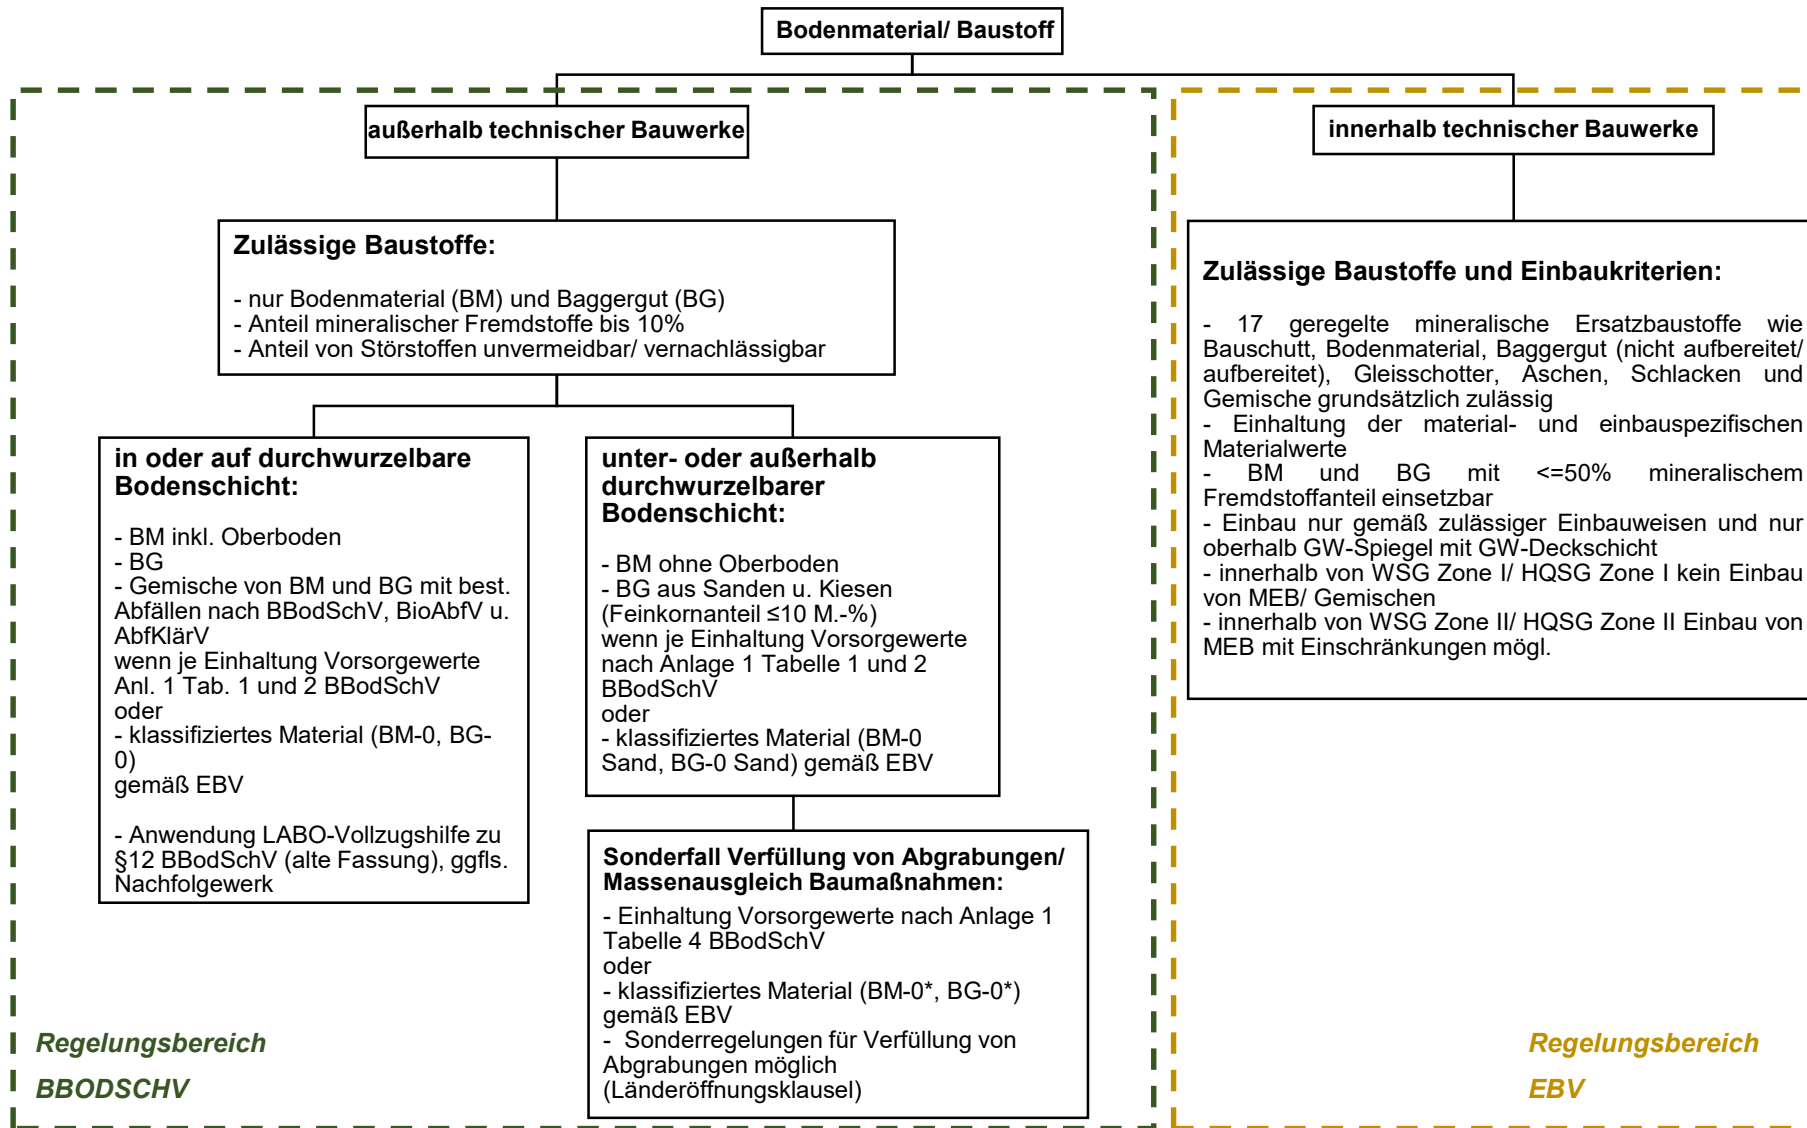 Bodenmaterial/ Baustoff
außerhalb technischer Bauwerke
innerhalb technischer Bauwerke
Zulässige Baustoffe:
- nur Bodenmaterial (BM) und Baggergut (BG)
- Anteil mineralischer Fremdstoffe bis 10%
- Anteil von Störstoffen unvermeidbar/ vernachlässigbar
in oder auf durchwurzelbare
Bodenschicht:
- BM inkl. Oberboden
- BG
- Gemische von BM und BG mit best.
Abfällen nach BBodSchV, BioAbfV u.
AbfKlärV
wenn je Einhaltung Vorsorgewerte
Anl. 1 Tab. 1 und 2 BBodSchV
oder
- klassifiziertes Material (BM-0, BG-
0)
gemäß EBV
- Anwendung LABO-Vollzugshilfe zu
§12 BBodSchV (alte Fassung), ggfls.
Nachfolgewerk
unter- oder außerhalb
durchwurzelbarer
Bodenschicht:
- BM ohne Oberboden
- BG aus Sanden u. Kiesen
(Feinkornanteil ≤10 M.-%)
wenn je Einhaltung Vorsorgewerte
nach Anlage 1 Tabelle 1 und 2
BBodSchV
oder
- klassifiziertes Material (BM-0
Sand, BG-0 Sand) gemäß EBV
Sonderfall Verfüllung von Abgrabungen/
Massenausgleich Baumaßnahmen:
- Einhaltung Vorsorgewerte nach Anlage 1
Tabelle 4 BBodSchV
oder
- klassifiziertes Material (BM-0*, BG-0*)
gemäß EBV
- Sonderregelungen für Verfüllung von
Abgrabungen möglich
(Länderöffnungsklausel)
Regelungsbereich
BBODSCHV
Zulässige Baustoffe und Einbaukriterien:
- 17 geregelte mineralische Ersatzbaustoffe wie
Bauschutt, Bodenmaterial, Baggergut (nicht aufbereitet/
aufbereitet), Gleisschotter, Aschen, Schlacken und
Gemische grundsätzlich zulässig
- Einhaltung der material- und einbauspezifischen
Materialwerte
- BM und BG mit <=50% mineralischem
Fremdstoffanteil einsetzbar
- Einbau nur gemäß zulässiger Einbauweisen und nur
oberhalb GW-Spiegel mit GW-Deckschicht
- innerhalb von WSG Zone I/ HQSG Zone I kein Einbau
von MEB/ Gemischen
- innerhalb von WSG Zone II/ HQSG Zone II Einbau von
MEB mit Einschränkungen mögl.
Regelungsbereich
EBV